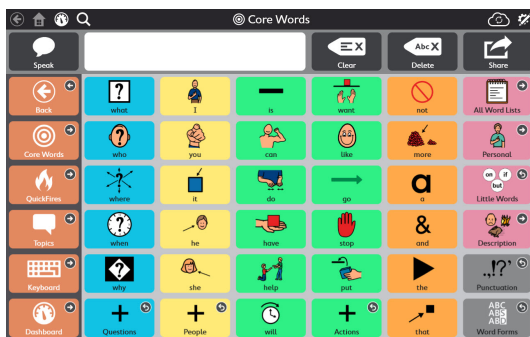 Core Words
Speak
Clear
Abc X
Delete
Share
Back
what
I
is
want
not
All Word Lists
Core Words
who
you
can
like
more
Personal
QuickFires
where
it
do
go
a
a
on if
but
Little Words
Topics
when
he
have
stop
&
and
Description
Keyboard
why
she
help
put
the
.,!?'
Punctuation
Dashboard
Questions
People
will
Actions
that
ABC
ABS
ABD
Word Forms